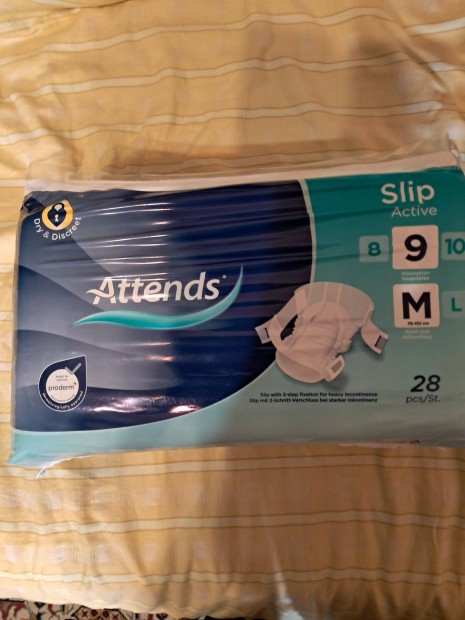 Dry & Discreet
Attends®
Slip
Active
8 9 10
M L
proderm®
28
pcs/St.
Slip with 2-step fixation for heavy incontinence
Slip mit 2-Schritt-Verschluss bei starker Inkontinenz